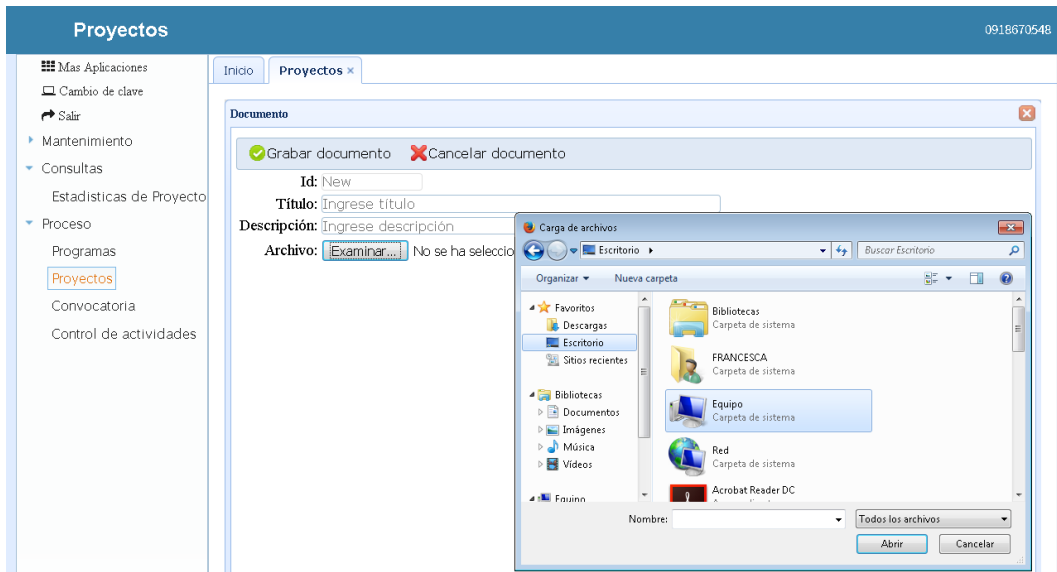 Proyectos
0918670548
Mas Aplicaciones
Cambio de clave
Salir
Mantenimiento
Consultas
Estadisticas de Proyecto
Proceso
Programas
Proyectos
Convocatoria
Control de actividades
Inicio
Proyectos ×
Documento
Grabar documento Cancelar documento
Id: New
Título: Ingrese título
Descripción: Ingrese descripción
Archivo: Examinar... No se ha seleccio
Carga de archivos
Escritorio
Buscar Escritorio
Organizar Nueva carpeta
Favoritos
Descargas
Escritorio
Sitios recientes
Bibliotecas
Documentos
Imágenes
Música
Vídeos
Equipo
Bibliotecas
Carpeta de sistema
FRANCESCA
Carpeta de sistema
Equipo
Carpeta de sistema
Red
Carpeta de sistema
Acrobat Reader DC
Nombre:
Todos los archivos
Abrir Cancelar